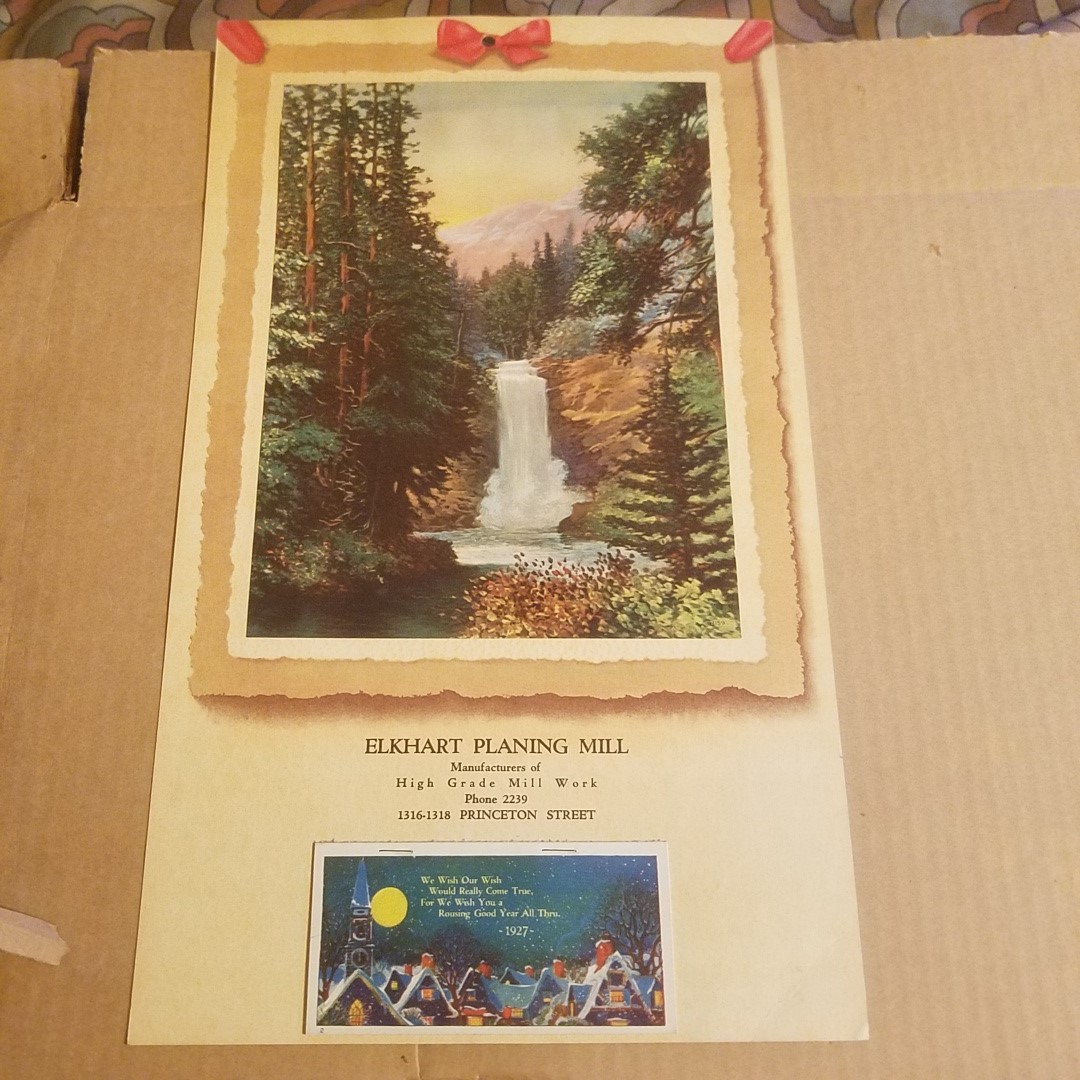 ELKHART PLANING MILL
Manufacturers of
High Grade Mill Work
Phone 2239
1316-1318 PRINCETON STREET
We Wish Our Wish
Would Really Come True,
For We Wish You a
Rousing Good Year All Thru.
-1927-